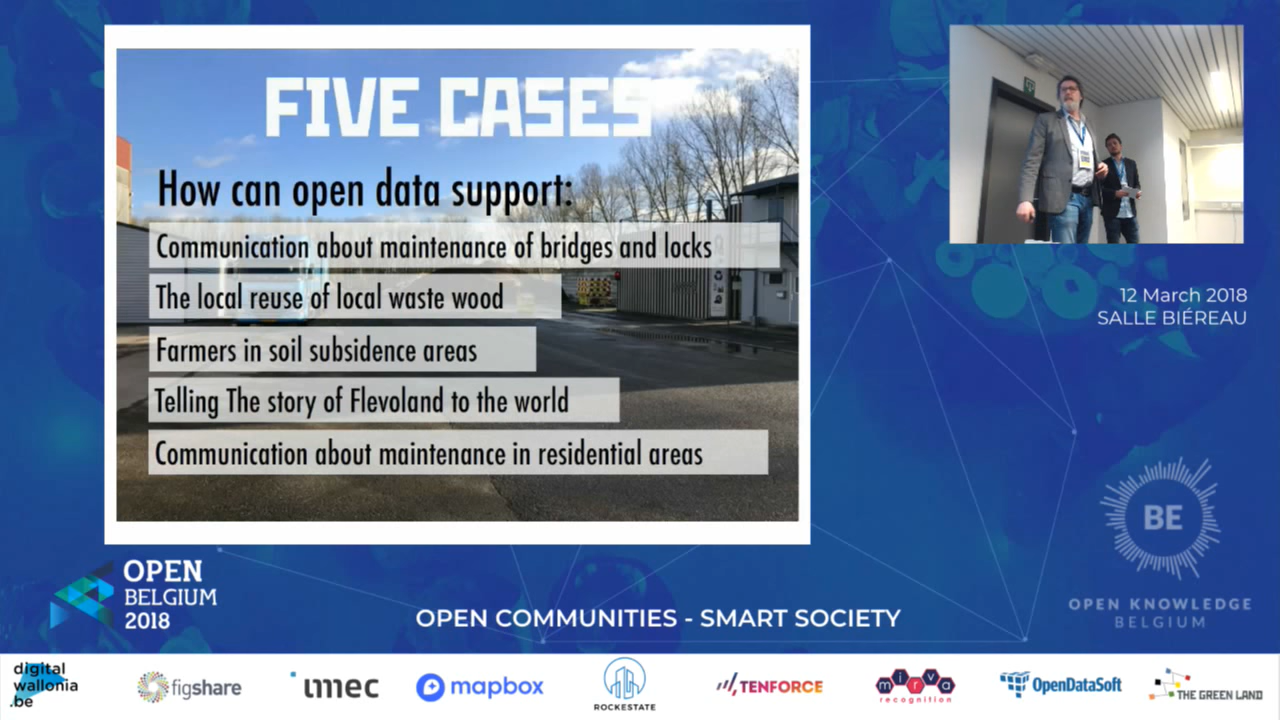 FIVE CASES
How can open data support:
Communication about maintenance of bridges and locks
The local reuse of local waste wood
Farmers in soil subsidence areas
Telling The story of Flevoland to the world
Communication about maintenance in residential areas
12 March 2018
SALLE BIÉREAU
BE
OPEN KNOWLEDGE
BELGIUM
OPEN
BELGIUM
2018
OPEN COMMUNITIES - SMART SOCIETY
digital
wallonia
.be
figshare
imec
mapbox
ROCKESTATE
TENFORCE
mirva
recognition
OpenDataSoft
THE GREEN LAND